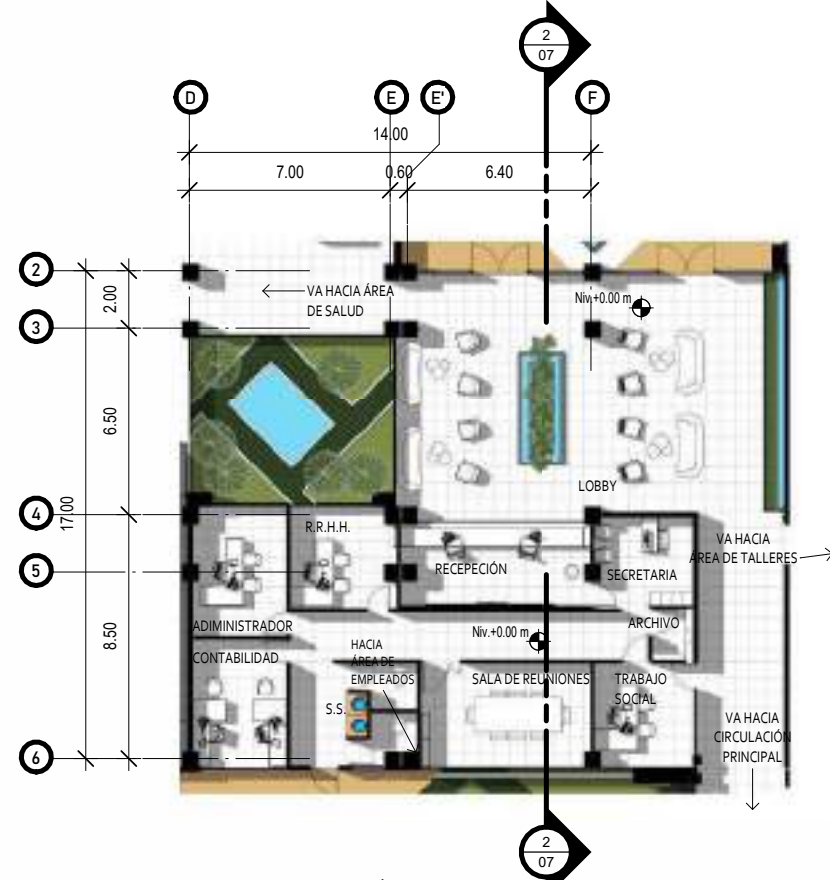 2
07
D
E
E'
F
14.00
7.00
0.60
6.40
2
2.00
VA HACIA ÁREA
DE SALUD
Niv.+0.00 m
3
6.50
17.00
LOBBY
4
R.R.H.H.
VA HACIA
ÁREA DE TALLERES
5
RECEPECIÓN
SECRETARIA
8.50
ADIMINISTRADOR
ARCHIVO
Niv.+0.00 m
CONTABILIDAD
HACIA
ÁREA DE
EMPLEADOS
SALA DE REUNIONES
TRABAJO
SOCIAL
S.S.
VA HACIA
CIRCULACIÓN
PRINCIPAL
6
2
07